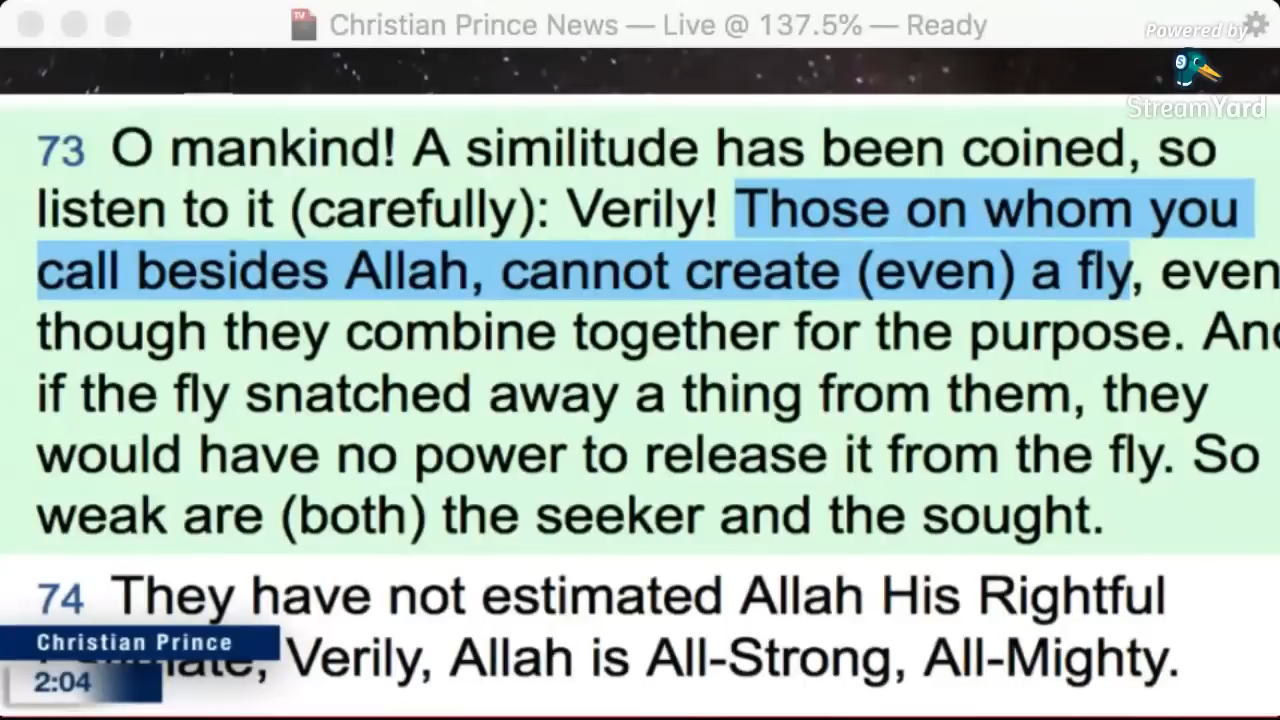 Christian Prince News — Live @ 137.5% — Ready
Powered by
StreamYard
73 O mankind! A similitude has been coined, so
listen to it (carefully): Verily! Those on whom you
call besides Allah, cannot create (even) a fly, even
though they combine together for the purpose. And
if the fly snatched away a thing from them, they
would have no power to release it from the fly. So
weak are (both) the seeker and the sought.
74 They have not estimated Allah His Rightful
Verily, Allah is All-Strong, All-Mighty.
Christian Prince
2:04